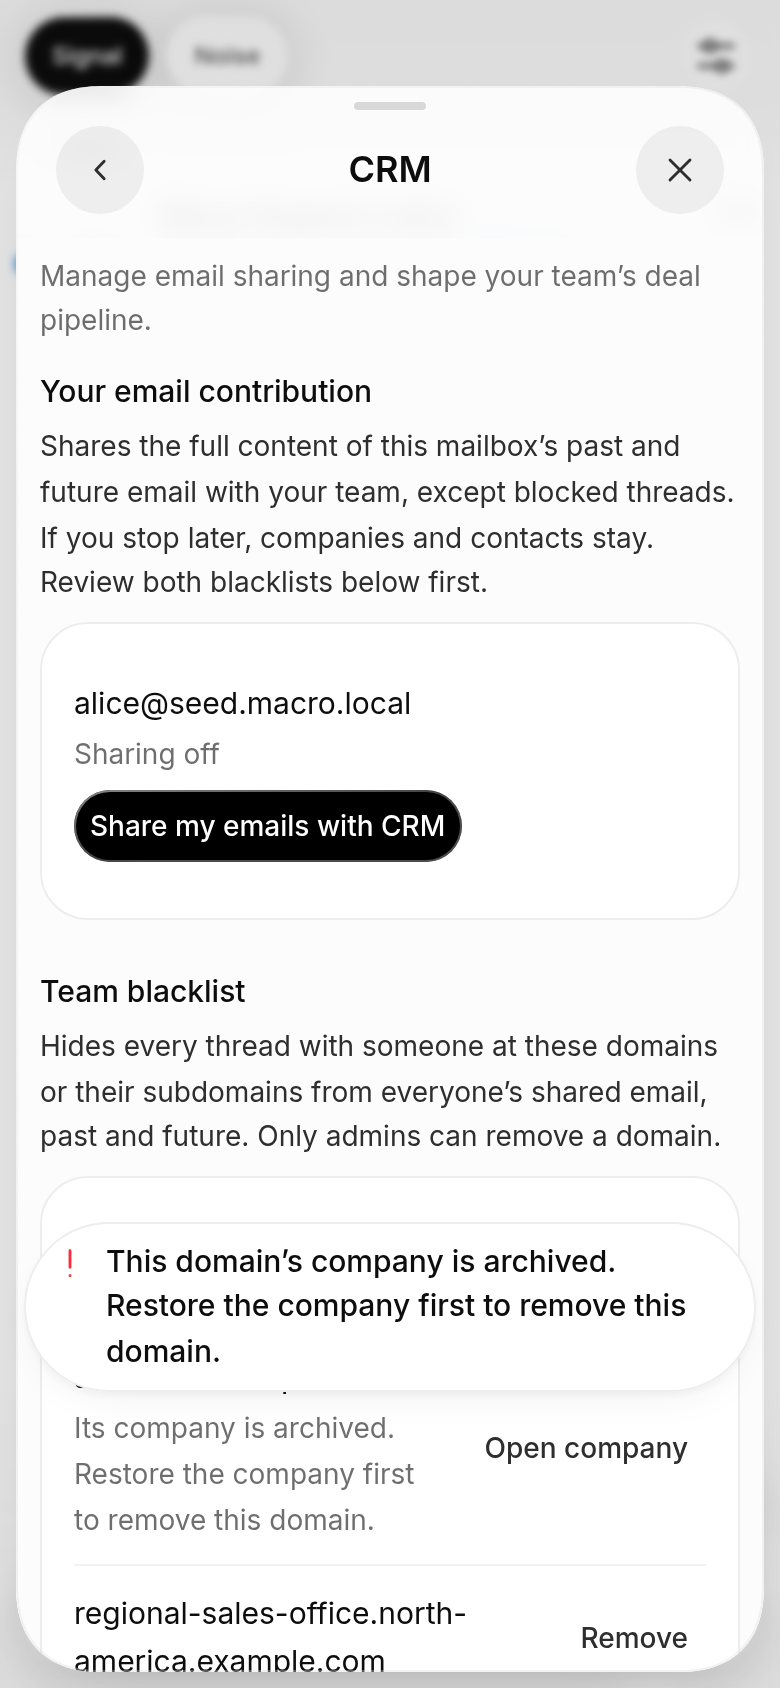 Signal
Noise
CRM
Manage email sharing and shape your team’s deal
pipeline.
Your email contribution
Shares the full content of this mailbox’s past and
future email with your team, except blocked threads.
If you stop later, companies and contacts stay.
Review both blacklists below first.
alice@seed.macro.local
Sharing off
Share my emails with CRM
Team blacklist
Hides every thread with someone at these domains
or their subdomains from everyone’s shared email,
past and future. Only admins can remove a domain.
! This domain’s company is archived.
Restore the company first to remove this
domain.
Its company is archived.
Restore the company first
to remove this domain.
Open company
regional-sales-office.north-
america.example.com
Remove